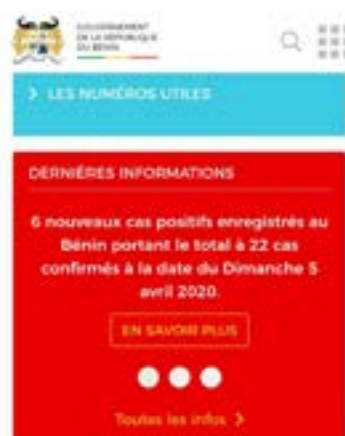 GOUVERNEMENT
DE LA RÉPUBLIQUE
DU BÉNIN
> LES NUMÉROS UTILES
DERNIÈRES INFORMATIONS
6 nouveaux cas positifs enregistrés au
Bénin portant le total à 22 cas
confirmés à la date du Dimanche 5
avril 2020.
EN SAVOIR PLUS
Toutes les infos >